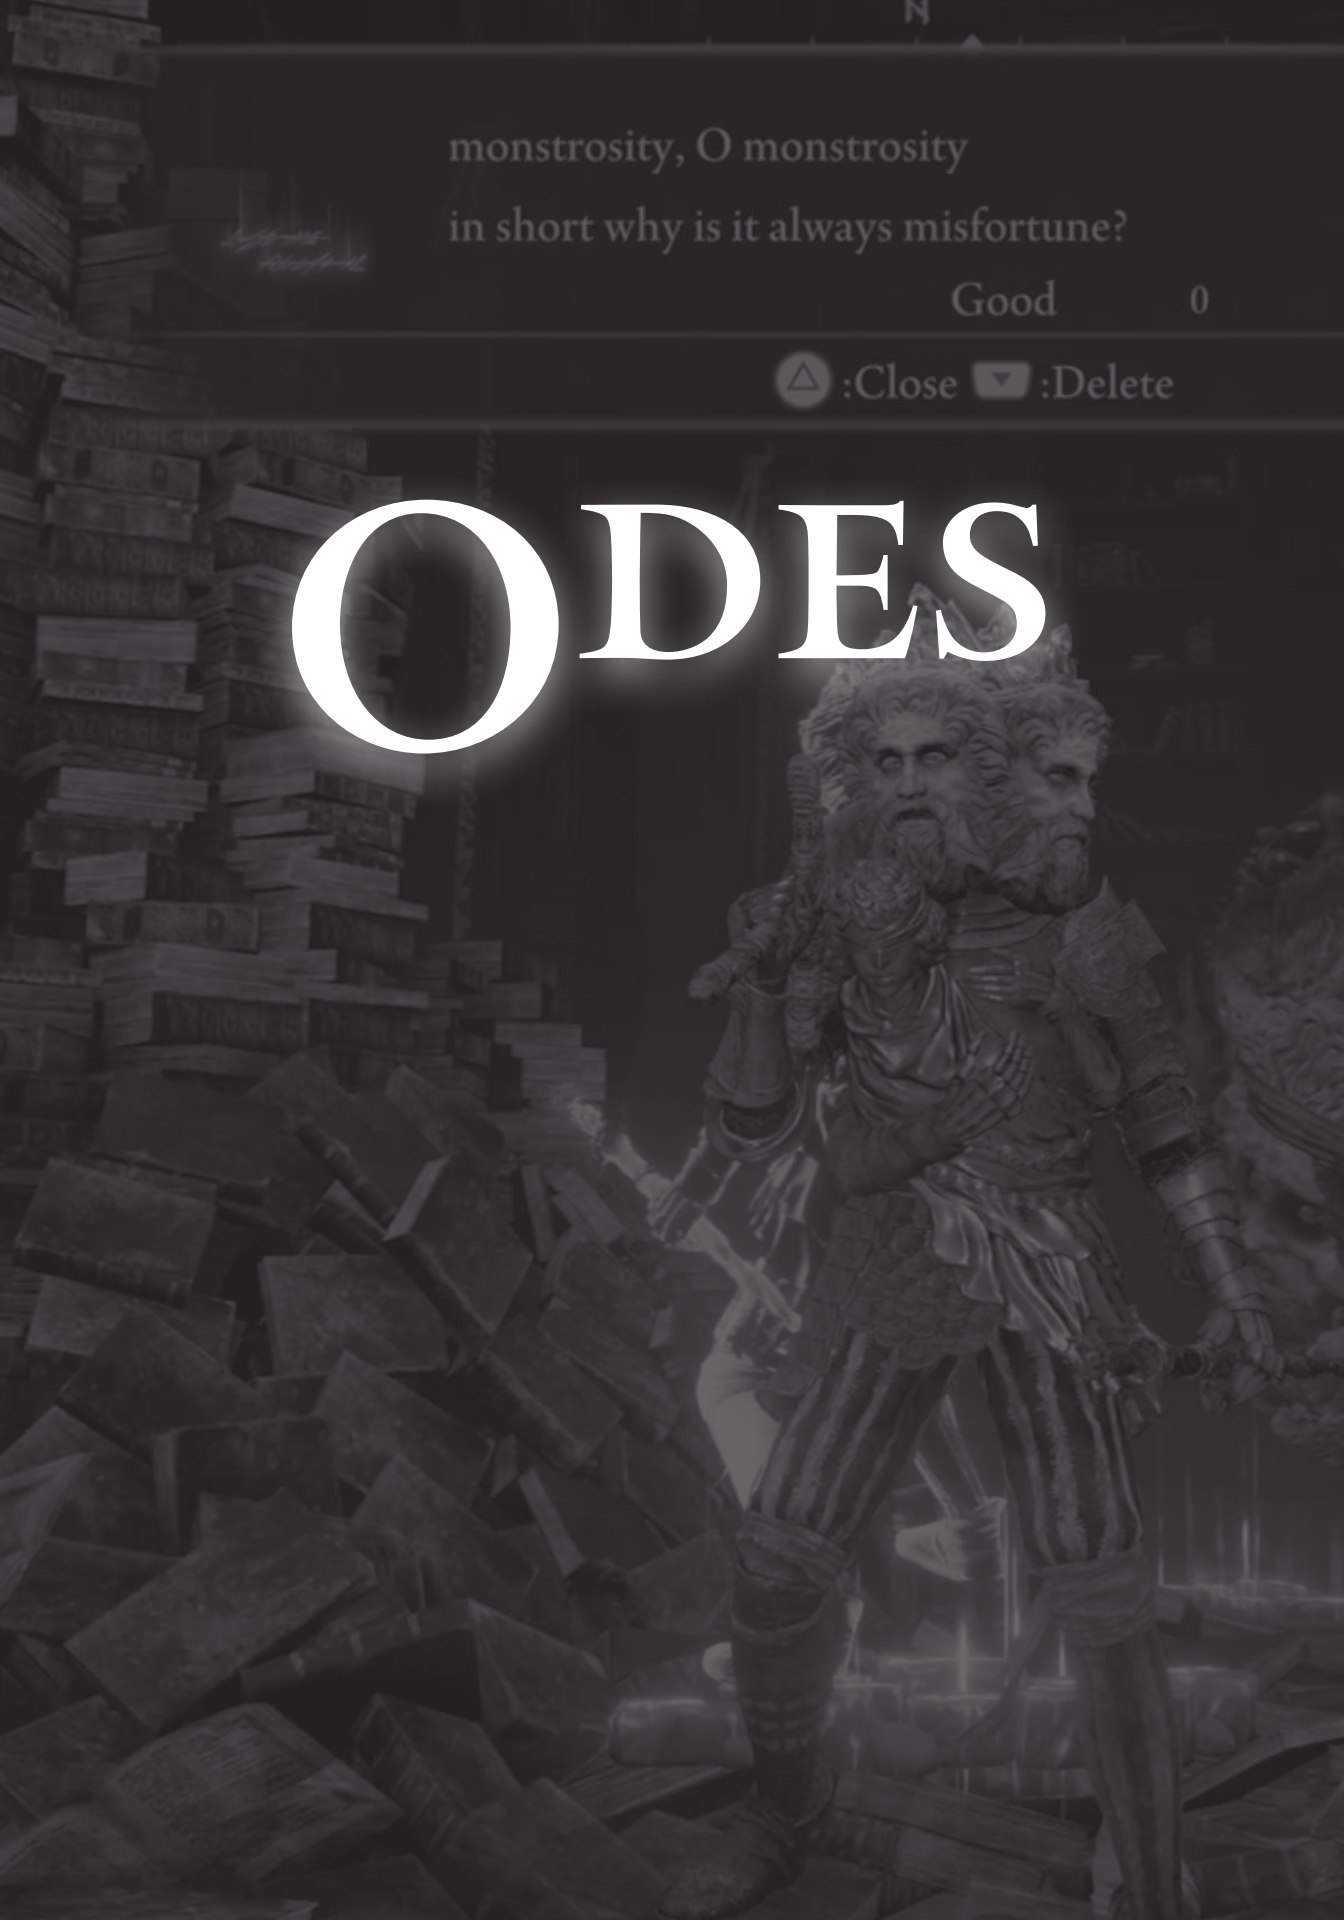 N
monstrosity, O monstrosity
in short why is it always misfortune?
Good 0
:Close :Delete
ODES